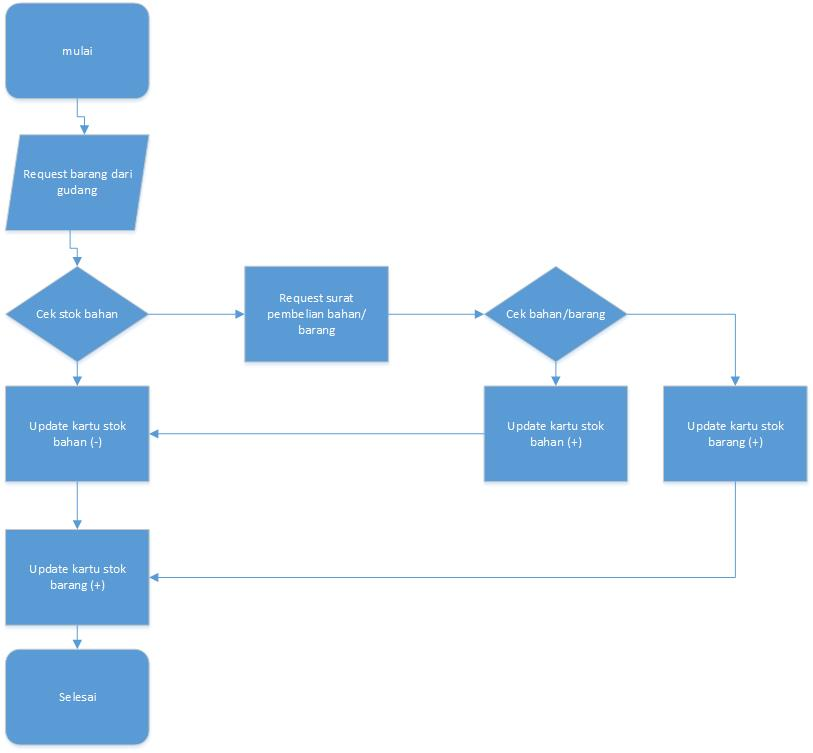 mulai
Request barang dari
gudang
Cek stok bahan
Request surat
pembelian bahan/
barang
Cek bahan/barang
Update kartu stok
bahan (-)
Update kartu stok
bahan (+)
Update kartu stok
barang (+)
Update kartu stok
barang (+)
Selesai